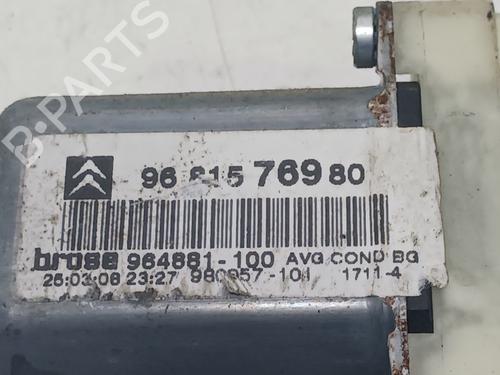 B-PARTS
96 815 769 80
brose 964881-100 AVG COND BG
26:03:08 23:27 980957-101 1711-4